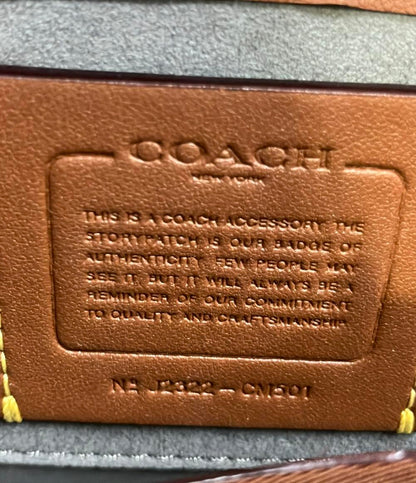 COACH
NEW YORK
THIS IS A COACH ACCESSORY. THE
STORYPATCH IS OUR BADGE OF
AUTHENTICITY. FEW PEOPLE MAY
SEE IT. BUT IT WILL ALWAYS BE A
REMINDER OF OUR COMMITMENT
TO QUALITY AND CRAFTSMANSHIP.
Nº J2322-CM501